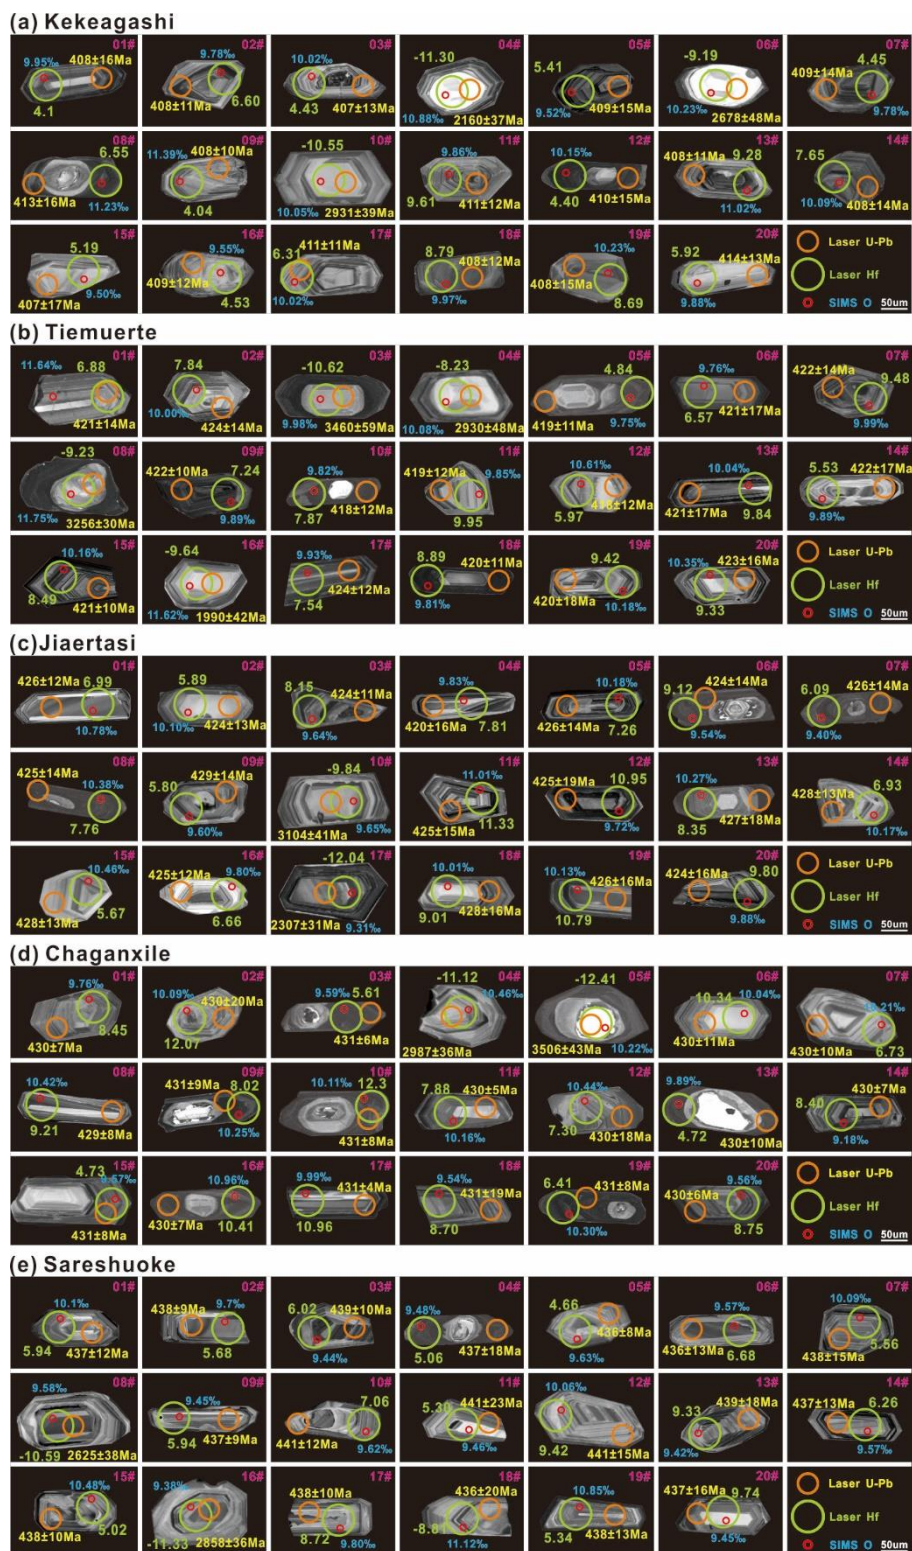 (a) Kekeagashi
01#
9.95‰ 408±16Ma
4.1
02#
9.78‰
408±11Ma 6.60
03#
10.02‰
4.43 407±13Ma
04#
-11.30
10.88‰ 2160±37Ma
05#
5.41
9.52‰ 409±15Ma
06#
-9.19
10.23‰ 2678±48Ma
07#
409±14Ma 4.45
9.78‰
08#
6.55
413±16Ma 11.23‰
09#
11.39‰ 408±10Ma
4.04
10#
-10.55
10.05‰ 2931±39Ma
11#
9.86‰
9.61 411±12Ma
12#
10.15‰
4.40 410±15Ma
13#
408±11Ma 9.28
11.02‰
14#
7.65
10.09‰ 408±14Ma
15#
5.19
407±17Ma 9.50‰
16#
9.55‰
409±12Ma 4.53
17#
6.31 411±11Ma
10.02‰
18#
8.79 408±12Ma
9.97‰
19#
10.23‰
408±15Ma 8.69
20#
5.92 414±13Ma
9.88‰
Laser U-Pb
Laser Hf
SIMS O 50um
(b) Tiemuerte
01#
11.64‰ 6.88
421±14Ma
02#
7.84
10.00‰ 424±14Ma
03#
-10.62
9.98‰ 3460±59Ma
04#
-8.23
10.08‰ 2930±48Ma
05#
4.84
419±11Ma 9.75‰
06#
9.76‰
6.57 421±17Ma
07#
422±14Ma 9.48
9.99‰
08#
-9.23
11.75‰ 3256±30Ma
09#
422±10Ma 7.24
9.89‰
10#
9.82‰
7.87 418±12Ma
11#
419±12Ma 9.85‰
9.95
12#
10.61‰
418±12Ma
5.97
13#
10.04‰
421±17Ma 9.84
14#
5.53 422±17Ma
9.89‰
15#
10.16‰
8.49 421±10Ma
16#
-9.64
11.62‰ 1990±42Ma
17#
9.93‰
7.54 424±12Ma
18#
8.89 420±11Ma
9.81‰
19#
9.42
420±18Ma 10.18‰
20#
10.35‰ 423±16Ma
9.33
Laser U-Pb
Laser Hf
SIMS O 50um
(c)Jiaertasi
01#
426±12Ma 6.99
10.78‰
02#
5.89
10.10‰ 424±13Ma
03#
8.15 424±11Ma
9.64‰
04#
9.83‰
420±16Ma 7.81
05#
10.18‰
426±14Ma 7.26
06#
9.12 424±14Ma
9.54‰
07#
6.09 426±14Ma
9.40‰
08#
425±14Ma 10.38‰
7.76
09#
5.80 429±14Ma
9.60‰
10#
-9.84
3104±41Ma 9.65‰
11#
11.01‰
425±15Ma 11.33
12#
425±19Ma 10.95
9.72‰
13#
10.27‰
8.35 427±18Ma
14#
428±13Ma 6.93
10.17‰
15#
10.46‰
428±13Ma 5.67
16#
425±12Ma 9.80‰
6.66
17#
-12.04
2307±31Ma 9.31‰
18#
10.01‰
9.01 428±16Ma
19#
10.13‰ 426±16Ma
10.79
20#
424±16Ma 9.80
9.88‰
Laser U-Pb
Laser Hf
SIMS O 50um
(d) Chaganxile
01#
9.76‰
8.45
430±7Ma
02#
10.09‰ 430±20Ma
12.07
03#
9.59‰ 5.61
431±6Ma
04#
-11.12
10.46‰
2987±36Ma
05#
-12.41
3506±43Ma 10.22‰
06#
10.34 10.04‰
430±11Ma
07#
10.21‰
430±10Ma 6.73
08#
10.42‰
9.21 429±8Ma
09#
431±9Ma 8.02
10.25‰
10#
10.11‰ 12.3
431±8Ma
11#
7.88 430±5Ma
10.16‰
12#
10.44‰
7.30 430±18Ma
13#
9.89‰
4.72 430±10Ma
14#
430±7Ma
8.40
9.18‰
15#
4.73
9.57‰
431±8Ma
16#
10.96‰
430±7Ma 10.41
17#
9.99‰ 431±4Ma
10.96
18#
9.54‰
431±19Ma
8.70
19#
6.41 431±8Ma
10.30‰
20#
9.56‰
430±6Ma
8.75
Laser U-Pb
Laser Hf
SIMS O 50um
(e) Sareshuoke
01#
10.1‰
5.94 437±12Ma
02#
438±9Ma 9.7‰
5.68
03#
6.02 439±10Ma
9.44‰
04#
9.48‰
5.06 437±18Ma
05#
4.66
436±8Ma
9.63‰
06#
9.57‰
436±13Ma 6.68
07#
10.09‰
5.56
438±15Ma
08#
9.58‰
-10.59 2625±38Ma
09#
9.45‰
5.94 437±9Ma
10#
7.06
441±12Ma 9.62‰
11#
5.30 441±23Ma
9.46‰
12#
10.06‰
9.42 441±15Ma
13#
9.33 439±18Ma
9.42‰
14#
437±13Ma 6.26
9.57‰
15#
10.48‰
438±10Ma 5.02
16#
9.38‰
-11.33 2858±36Ma
17#
438±10Ma
8.72 9.80‰
18#
436±20Ma
11.12‰
19#
10.85‰
5.34 438±13Ma
20#
437±16Ma 9.74
9.45‰
Laser U-Pb
Laser Hf
SIMS O 50um